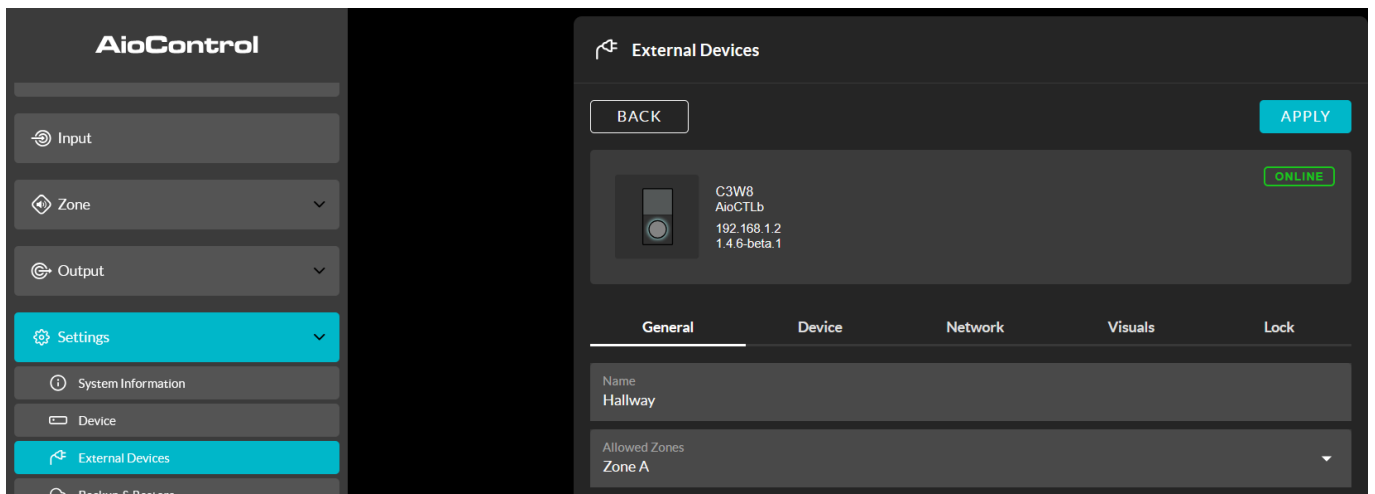 AioControl
Input
Zone
Output
Settings
System Information
Device
External Devices
External Devices
BACK
APPLY
ONLINE
C3W8
AioCTLb
192.168.1.2
1.4.6-beta.1
General Device Network Visuals Lock
Name
Hallway
Allowed Zones
Zone A